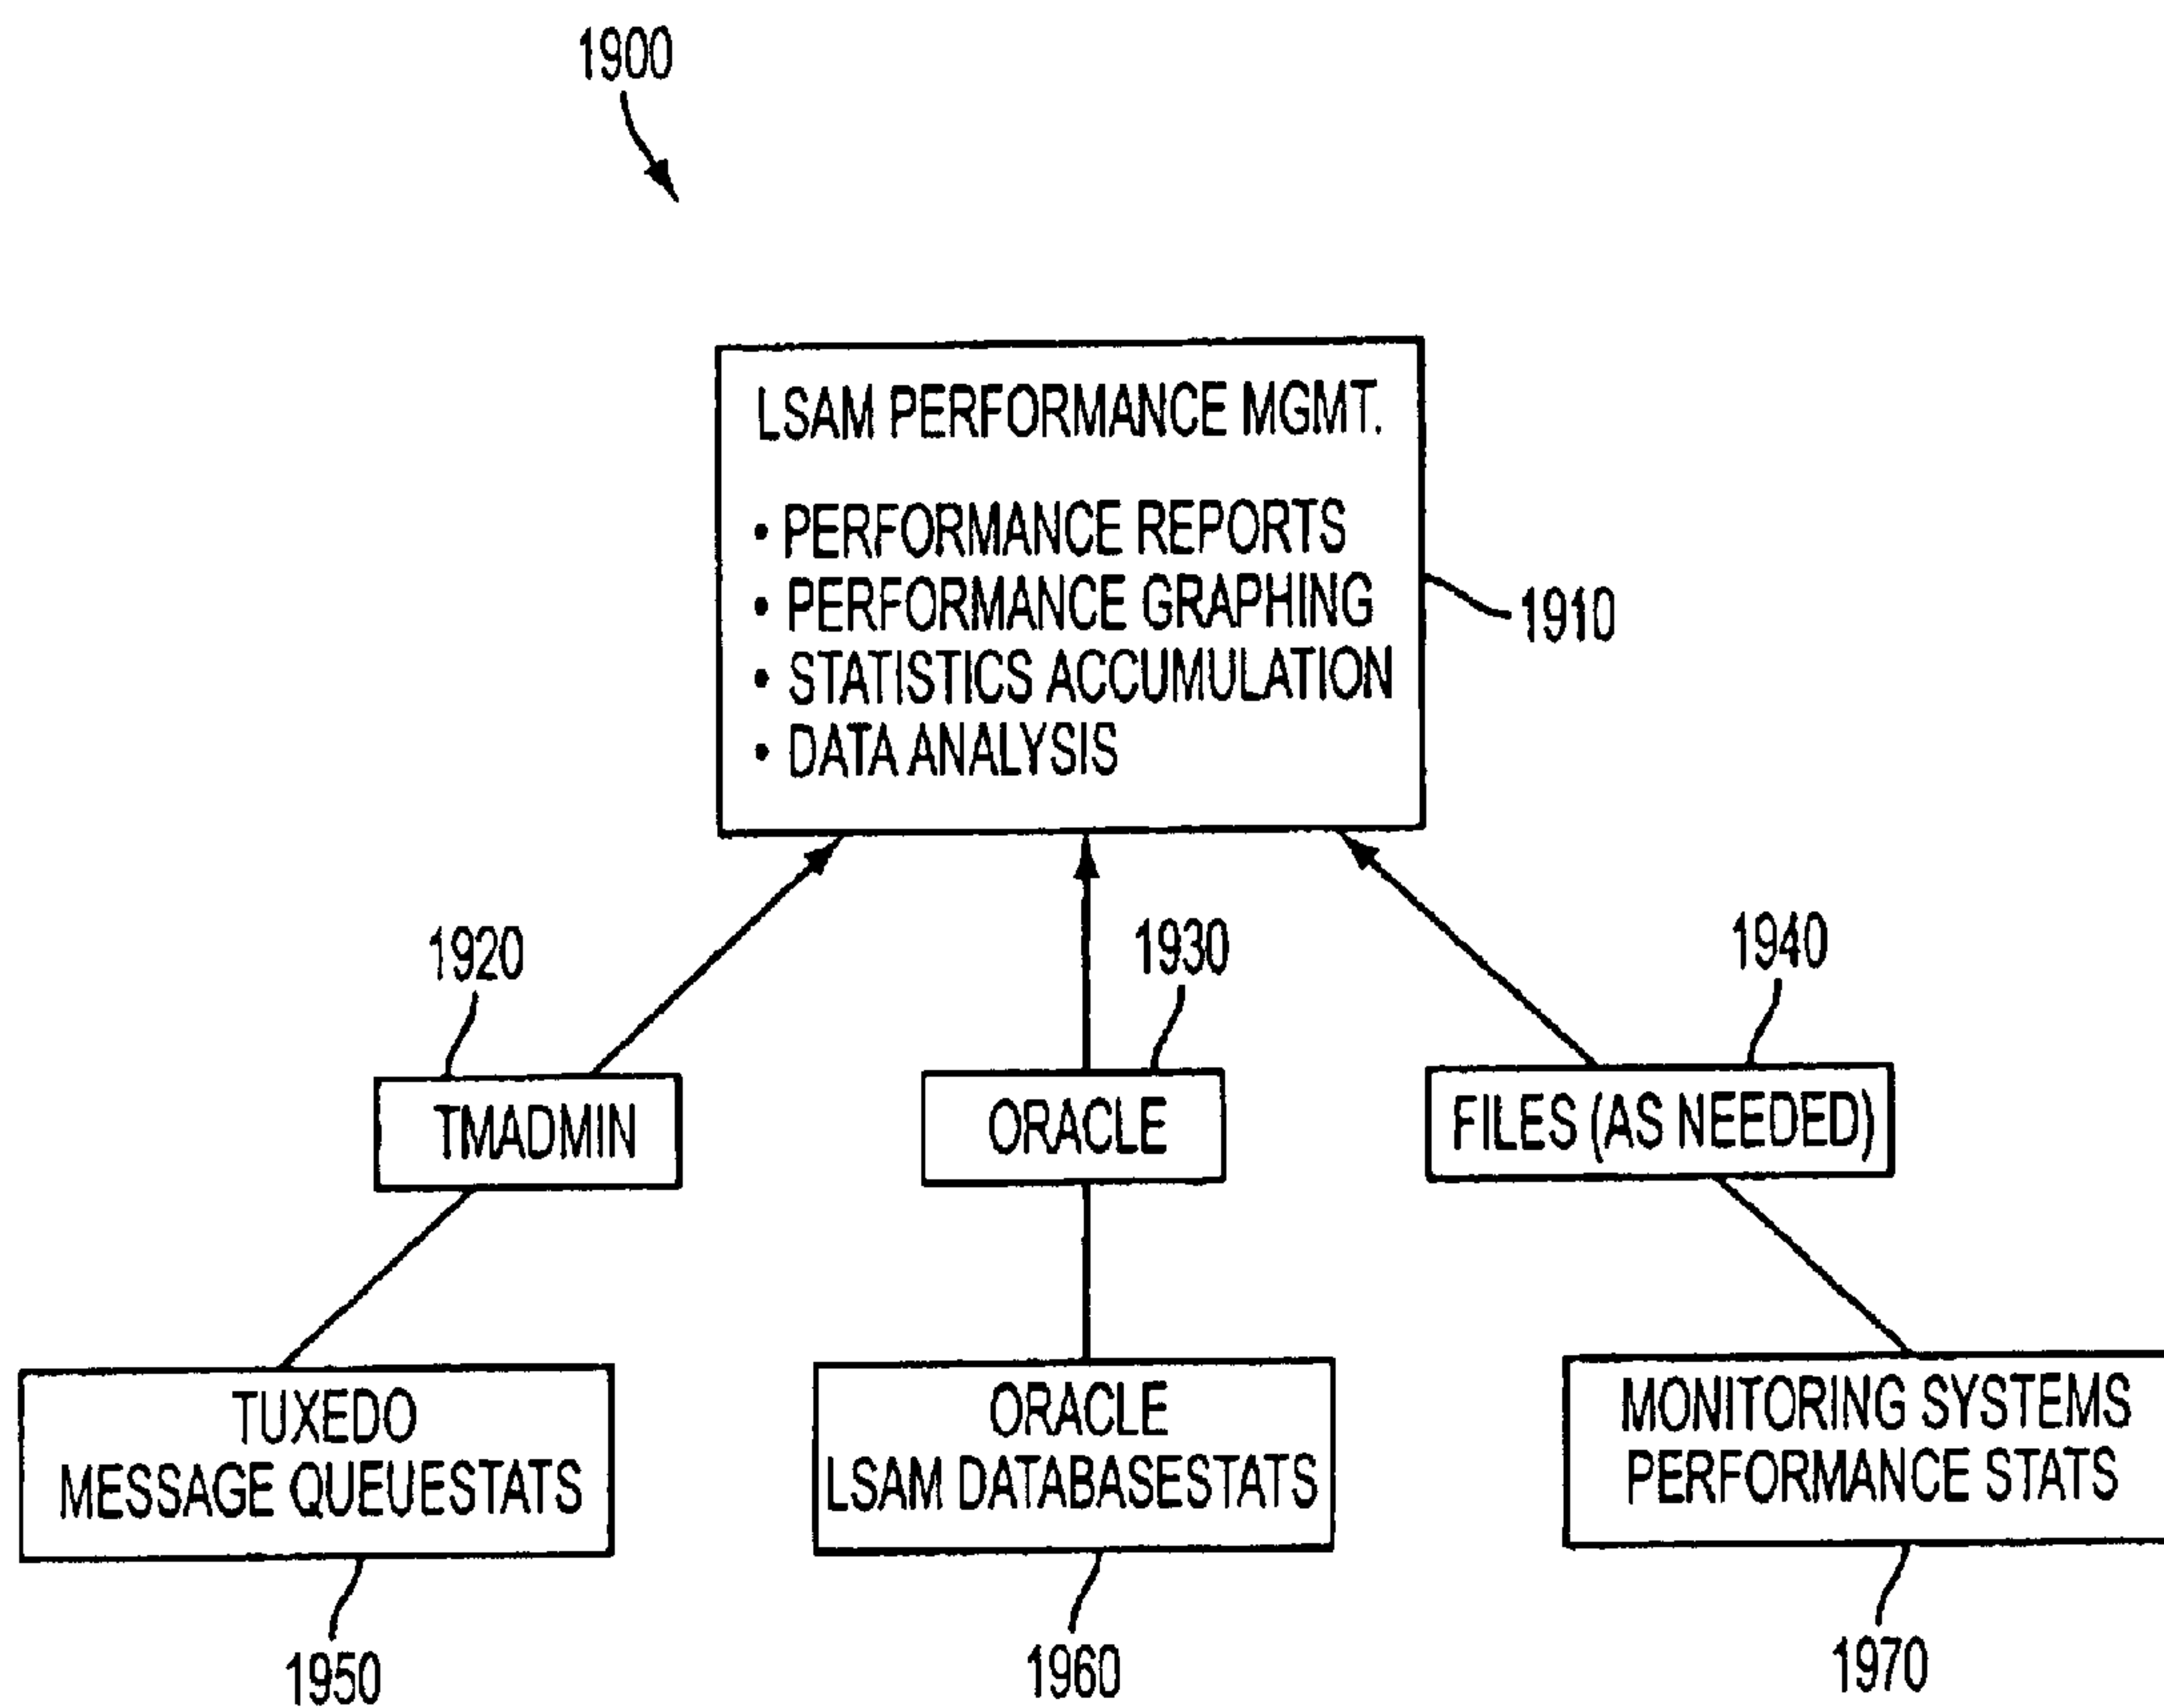 1900
LSAM PERFORMANCE MGMT.
• PERFORMANCE REPORTS
• PERFORMANCE GRAPHING
• STATISTICS ACCUMULATION
• DATA ANALYSIS
1910
1920
1930
1940
TMADMIN
ORACLE
FILES (AS NEEDED)
TUXEDO
MESSAGE QUEUESTATS
ORACLE
LSAM DATABASESTATS
MONITORING SYSTEMS
PERFORMANCE STATS
1950
1960
1970